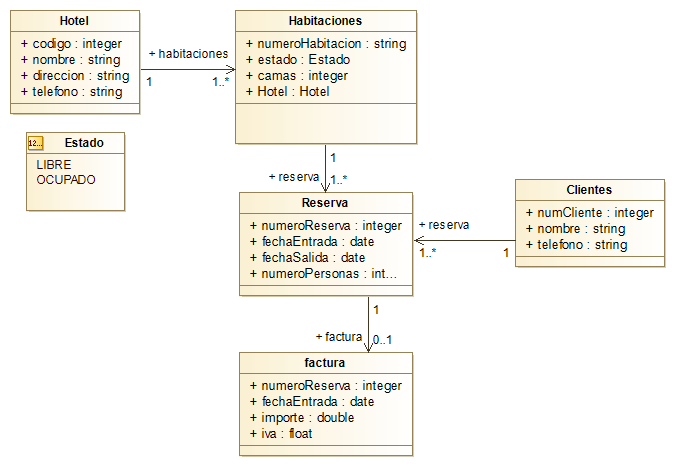 Hotel
+ codigo : integer
+ nombre : string
+ direccion : string
+ telefono : string
+ habitaciones
1
1..*
Habitaciones
+ numeroHabitacion : string
+ estado : Estado
+ camas : integer
+ Hotel : Hotel
12...
Estado
LIBRE
OCUPADO
1
+ reserva
1..*
Reserva
+ numeroReserva : integer
+ fechaEntrada : date
+ fechaSalida : date
+ numeroPersonas : int...
+ reserva
1..*
1
Clientes
+ numCliente : integer
+ nombre : string
+ telefono : string
1
+ factura
0..1
factura
+ numeroReserva : integer
+ fechaEntrada : date
+ importe : double
+ iva : float